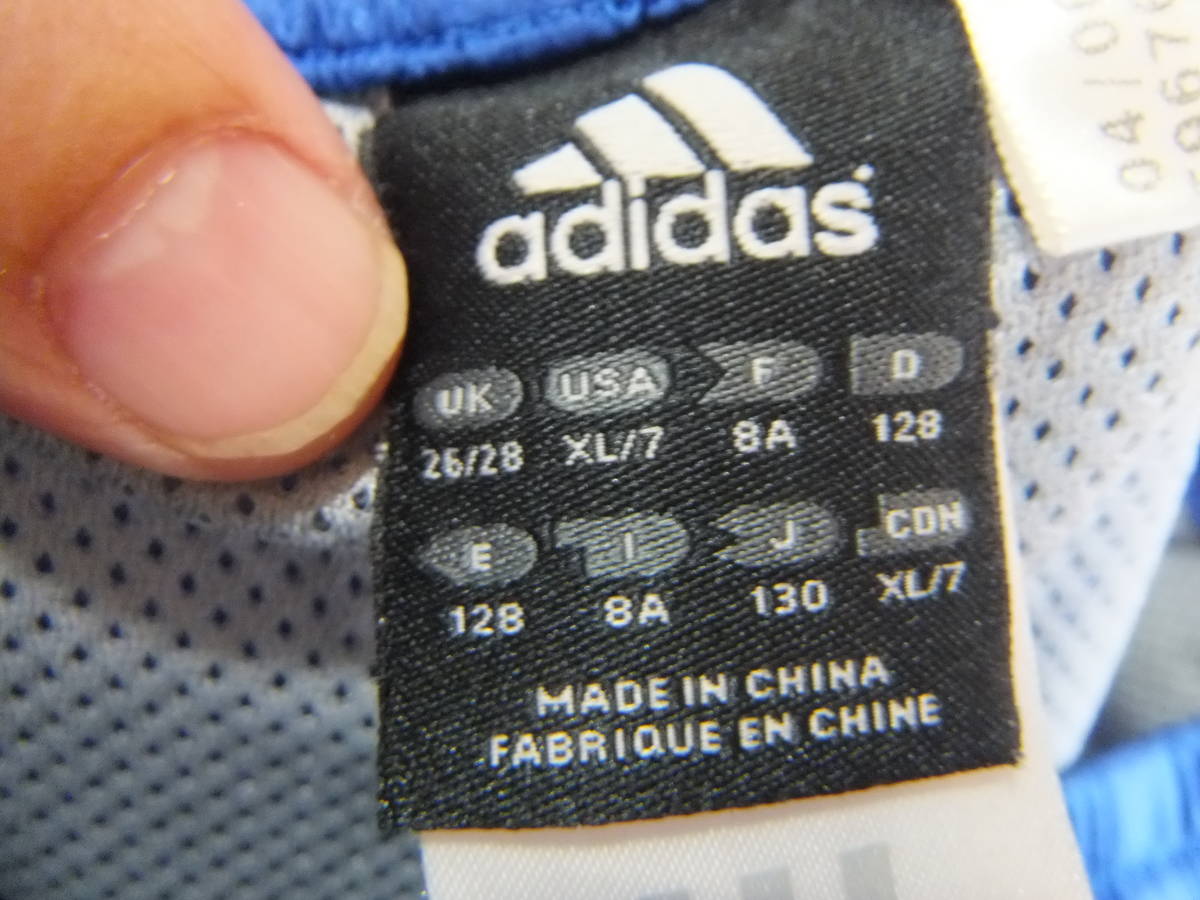 adidas
UK USA F D
26/28 XL//7 8A 128
E I J CDN
128 8A 130 XL/7
MADE IN CHINA
FABRIQUE EN CHINE